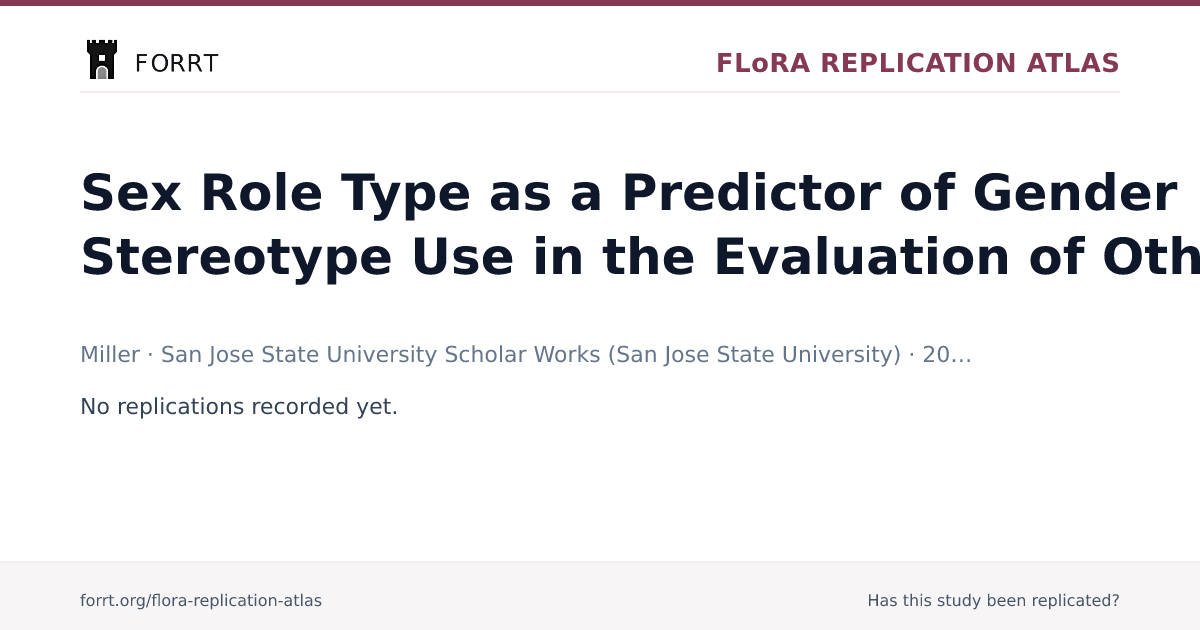 FORRT
FLoRA REPLICATION ATLAS
Sex Role Type as a Predictor of Gender
Stereotype Use in the Evaluation of Oth
Miller · San Jose State University Scholar Works (San Jose State University) · 20…
No replications recorded yet.
forrt.org/flora-replication-atlas
Has this study been replicated?